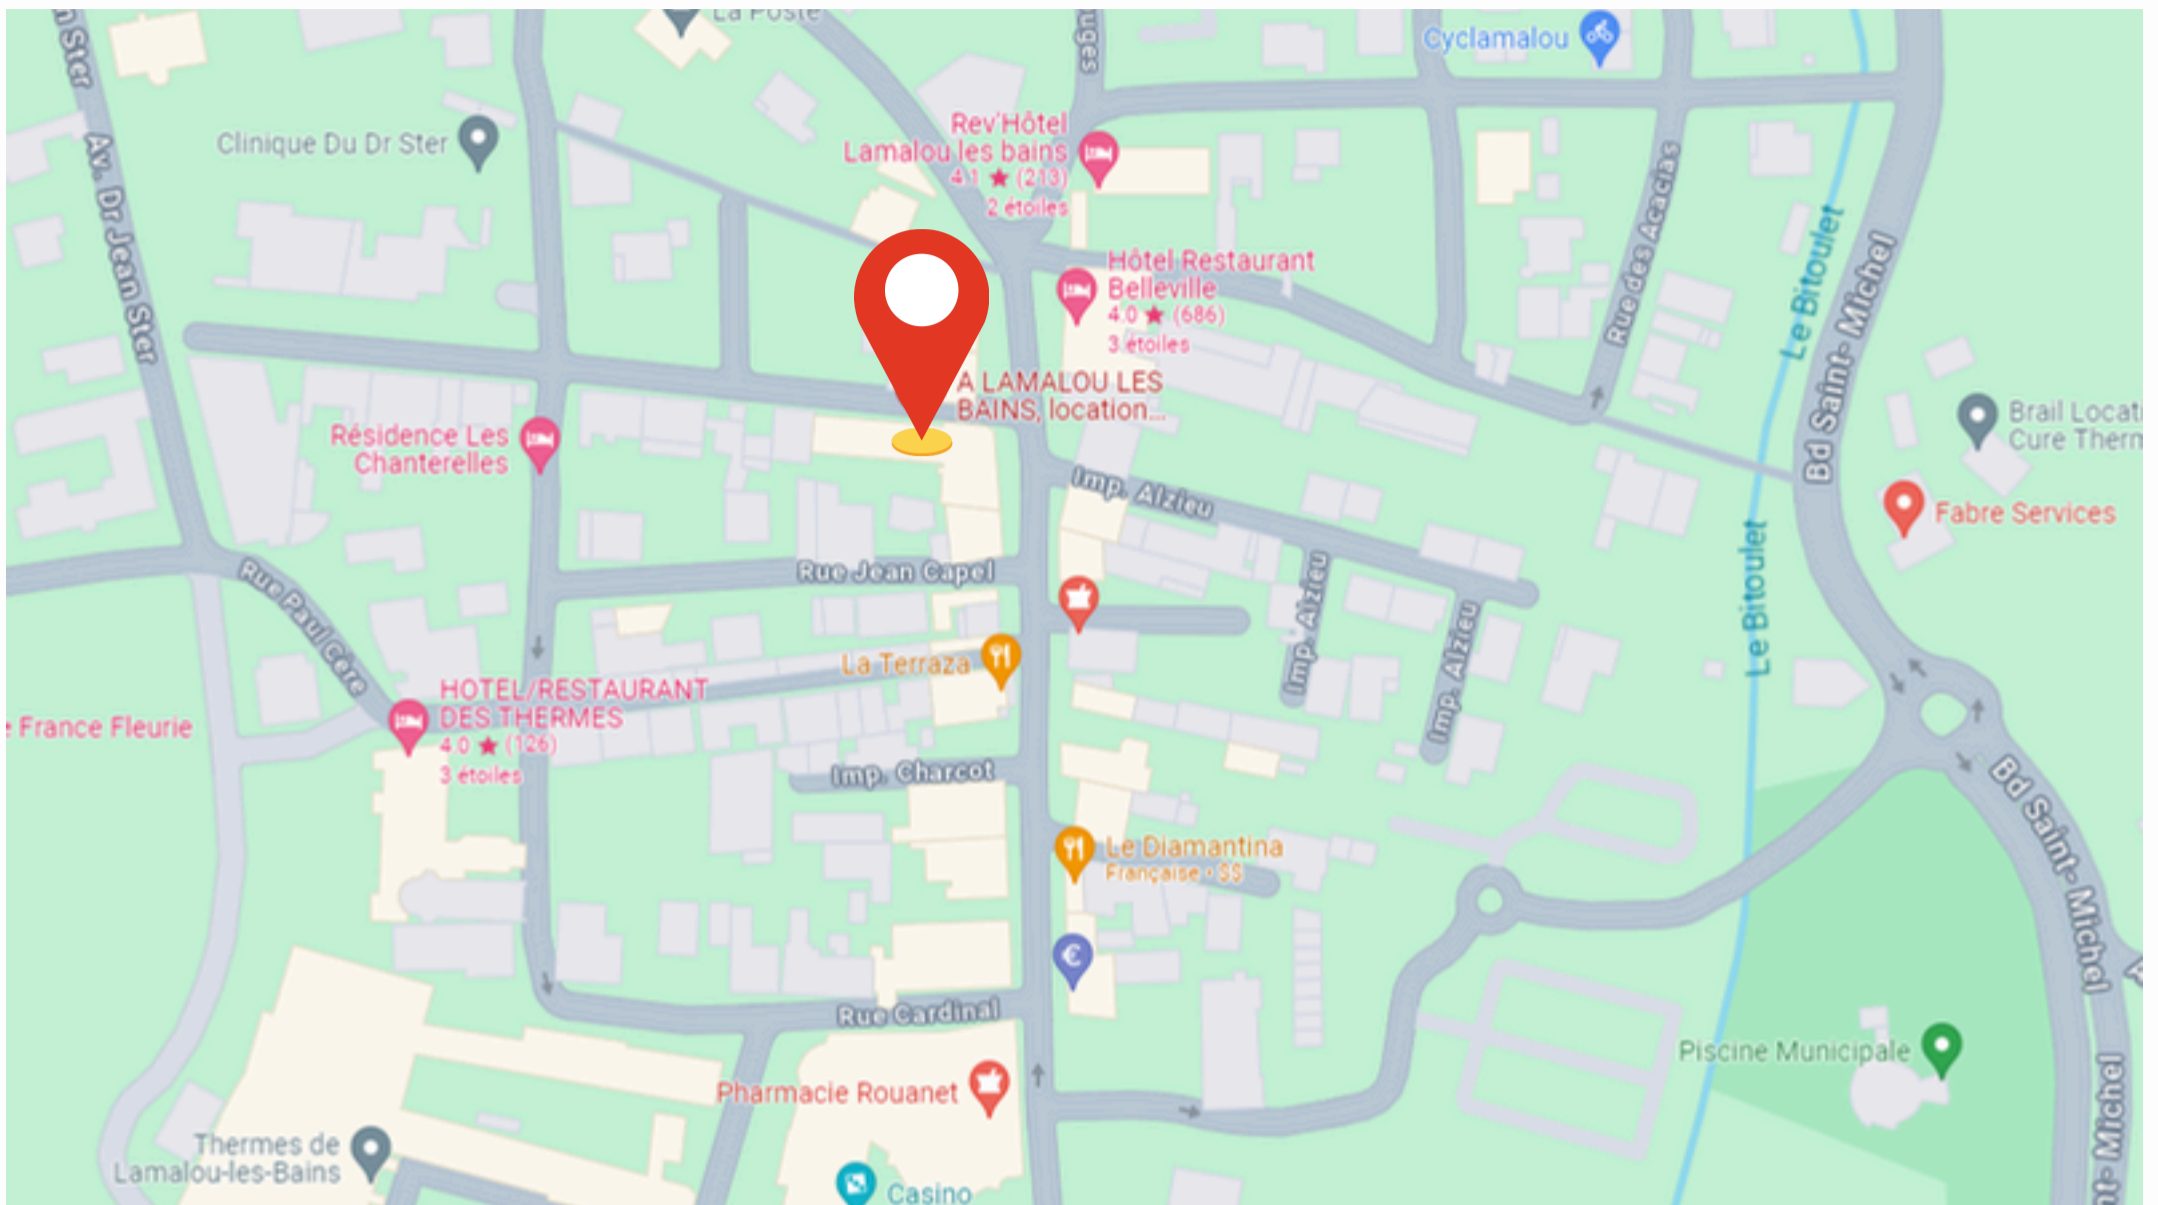 La Poste
Cyclamalou
Rev'Hôtel
Lamalou les bains
4.1 ★ (213)
2 étoiles
Clinique Du Dr Ster
Av. Dr Jean Ster
Rue des Acacias
Le Bitoulet
Bd Saint-Michel
Hôtel Restaurant
Belleville
4.0 ★ (686)
3 étoiles
A LAMALOU LES
BAINS, location...
Résidence Les
Chanterelles
Brail Locati
Cure Therm
Imp. Alzieu
Fabre Services
Rue Jean Capel
Rue Paul Cère
Imp. Alzieu
Imp. Alzieu
Le Bitoulet
La Terraza
HOTEL/RESTAURANT
DES THERMES
4.0 ★ (126)
3 étoiles
e France Fleurie
Imp. Charcot
Bd Saint-Michel
Le Diamantina
Française · $$
€
Rue Cardinal
Piscine Municipale
Pharmacie Rouanet
Thermes de
Lamalou-les-Bains
Casino
nt-Michel